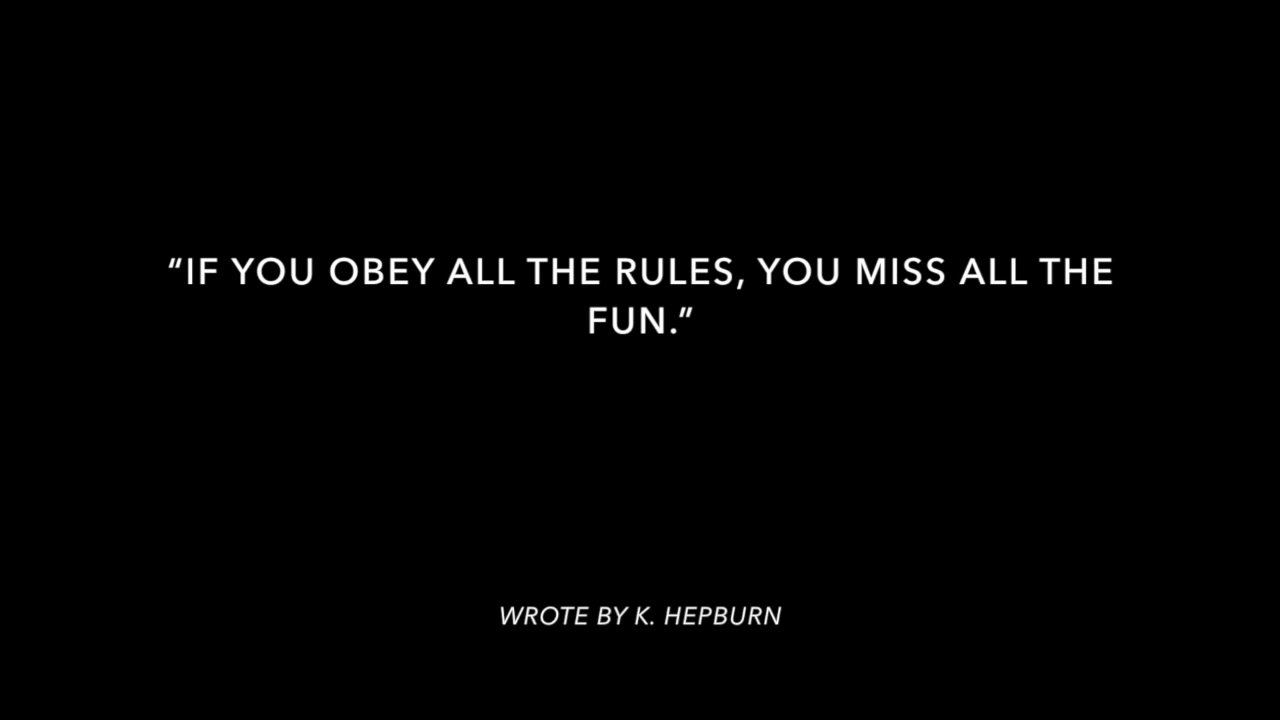 “IF YOU OBEY ALL THE RULES, YOU MISS ALL THE
FUN.”
WROTE BY K. HEPBURN